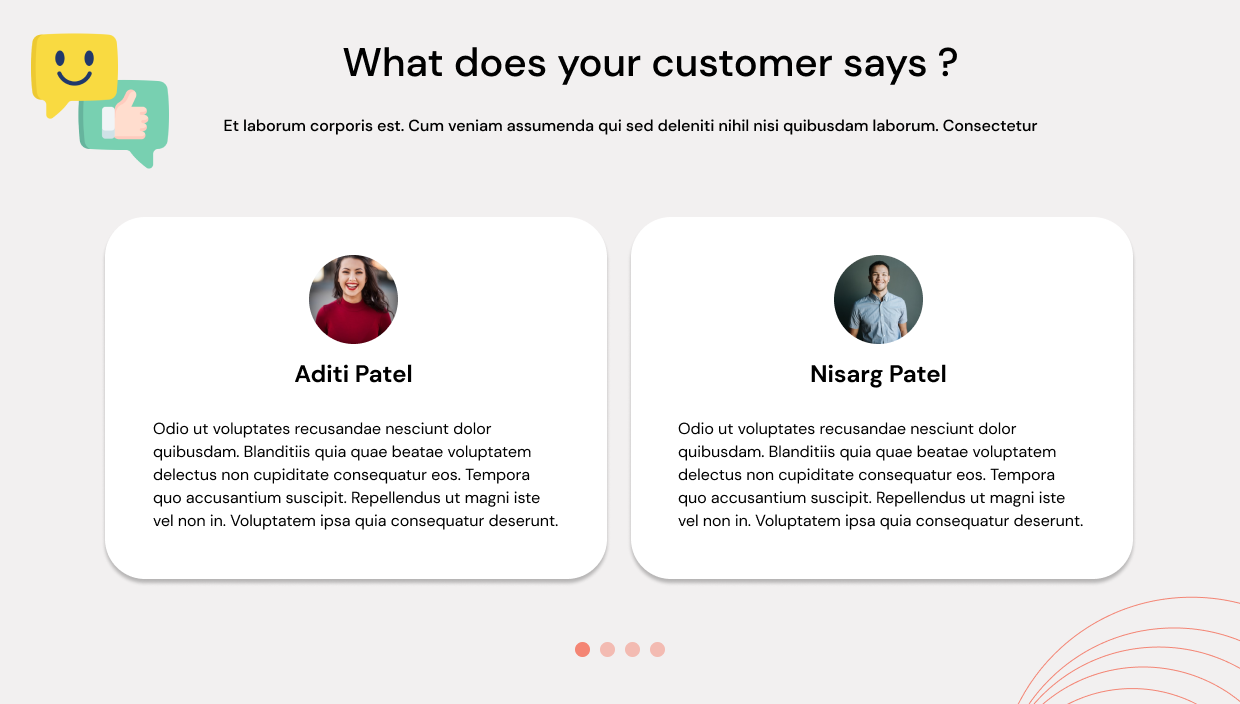 What does your customer says ?
Et laborum corporis est. Cum veniam assumenda qui sed deleniti nihil nisi quibusdam laborum. Consectetur
Aditi Patel
Odio ut voluptates recusandae nesciunt dolor
quibusdam. Blanditiis quia quae beatae voluptatem
delectus non cupiditate consequatur eos. Tempora
quo accusantium suscipit. Repellendus ut magni iste
vel non in. Voluptatem ipsa quia consequatur deserunt.
Nisarg Patel
Odio ut voluptates recusandae nesciunt dolor
quibusdam. Blanditiis quia quae beatae voluptatem
delectus non cupiditate consequatur eos. Tempora
quo accusantium suscipit. Repellendus ut magni iste
vel non in. Voluptatem ipsa quia consequatur deserunt.